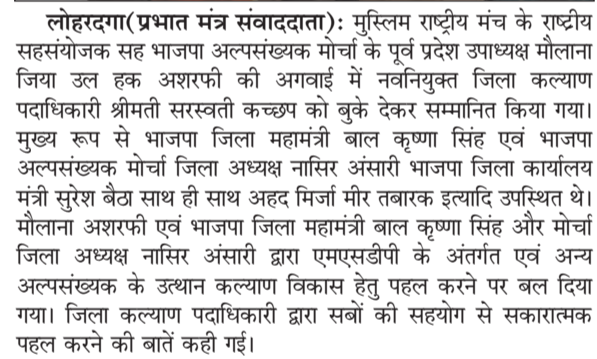 लोहरदगा(प्रभात मंत्र संवाददाता): मुस्लिम राष्ट्रीय मंच के राष्ट्रीय
सहसंयोजक सह भाजपा अल्पसंख्यक मोर्चा के पूर्व प्रदेश उपाध्यक्ष मौलाना
जिया उल हक अशरफी की अगवाई में नवनियुक्त जिला कल्याण
पदाधिकारी श्रीमती सरस्वती कच्छप को बुके देकर सम्मानित किया गया।
मुख्य रूप से भाजपा जिला महामंत्री बाल कृष्णा सिंह एवं भाजपा
अल्पसंख्यक मोर्चा जिला अध्यक्ष नासिर अंसारी भाजपा जिला कार्यालय
मंत्री सुरेश बैठा साथ ही साथ अहद मिर्जा मीर तबारक इत्यादि उपस्थित थे।
मौलाना अशरफी एवं भाजपा जिला महामंत्री बाल कृष्णा सिंह और मोर्चा
जिला अध्यक्ष नासिर अंसारी द्वारा एमएसडीपी के अंतर्गत एवं अन्य
अल्पसंख्यक के उत्थान कल्याण विकास हेतु पहल करने पर बल दिया
गया। जिला कल्याण पदाधिकारी द्वारा सबों की सहयोग से सकारात्मक
पहल करने की बातें कही गई।